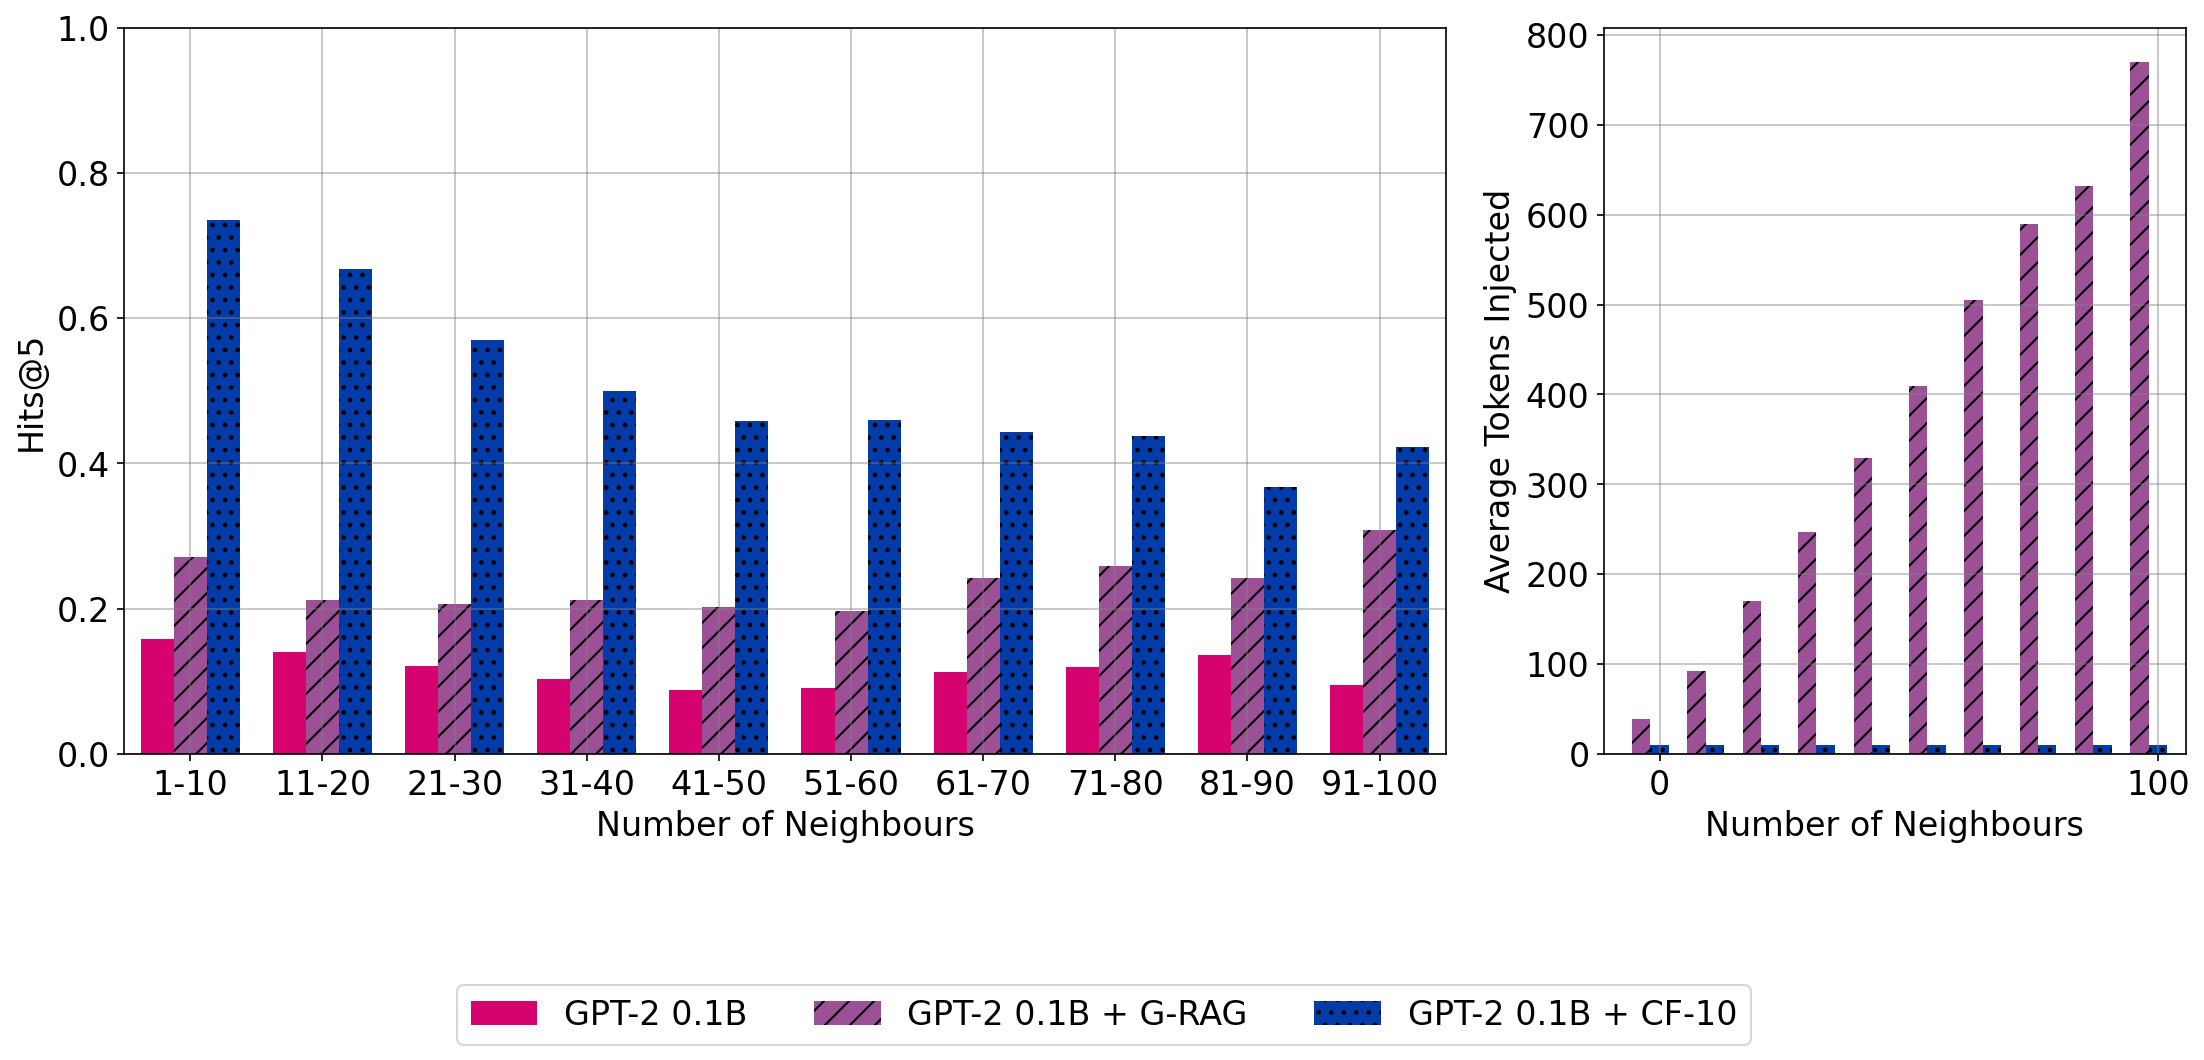 1.0
0.8
0.6
0.4
0.2
0.0
Hits@5
1-10 11-20 21-30 31-40 41-50 51-60 61-70 71-80 81-90 91-100
Number of Neighbours
800
700
600
500
400
300
200
100
0
Average Tokens Injected
0 100
Number of Neighbours
GPT-2 0.1B GPT-2 0.1B + G-RAG GPT-2 0.1B + CF-10